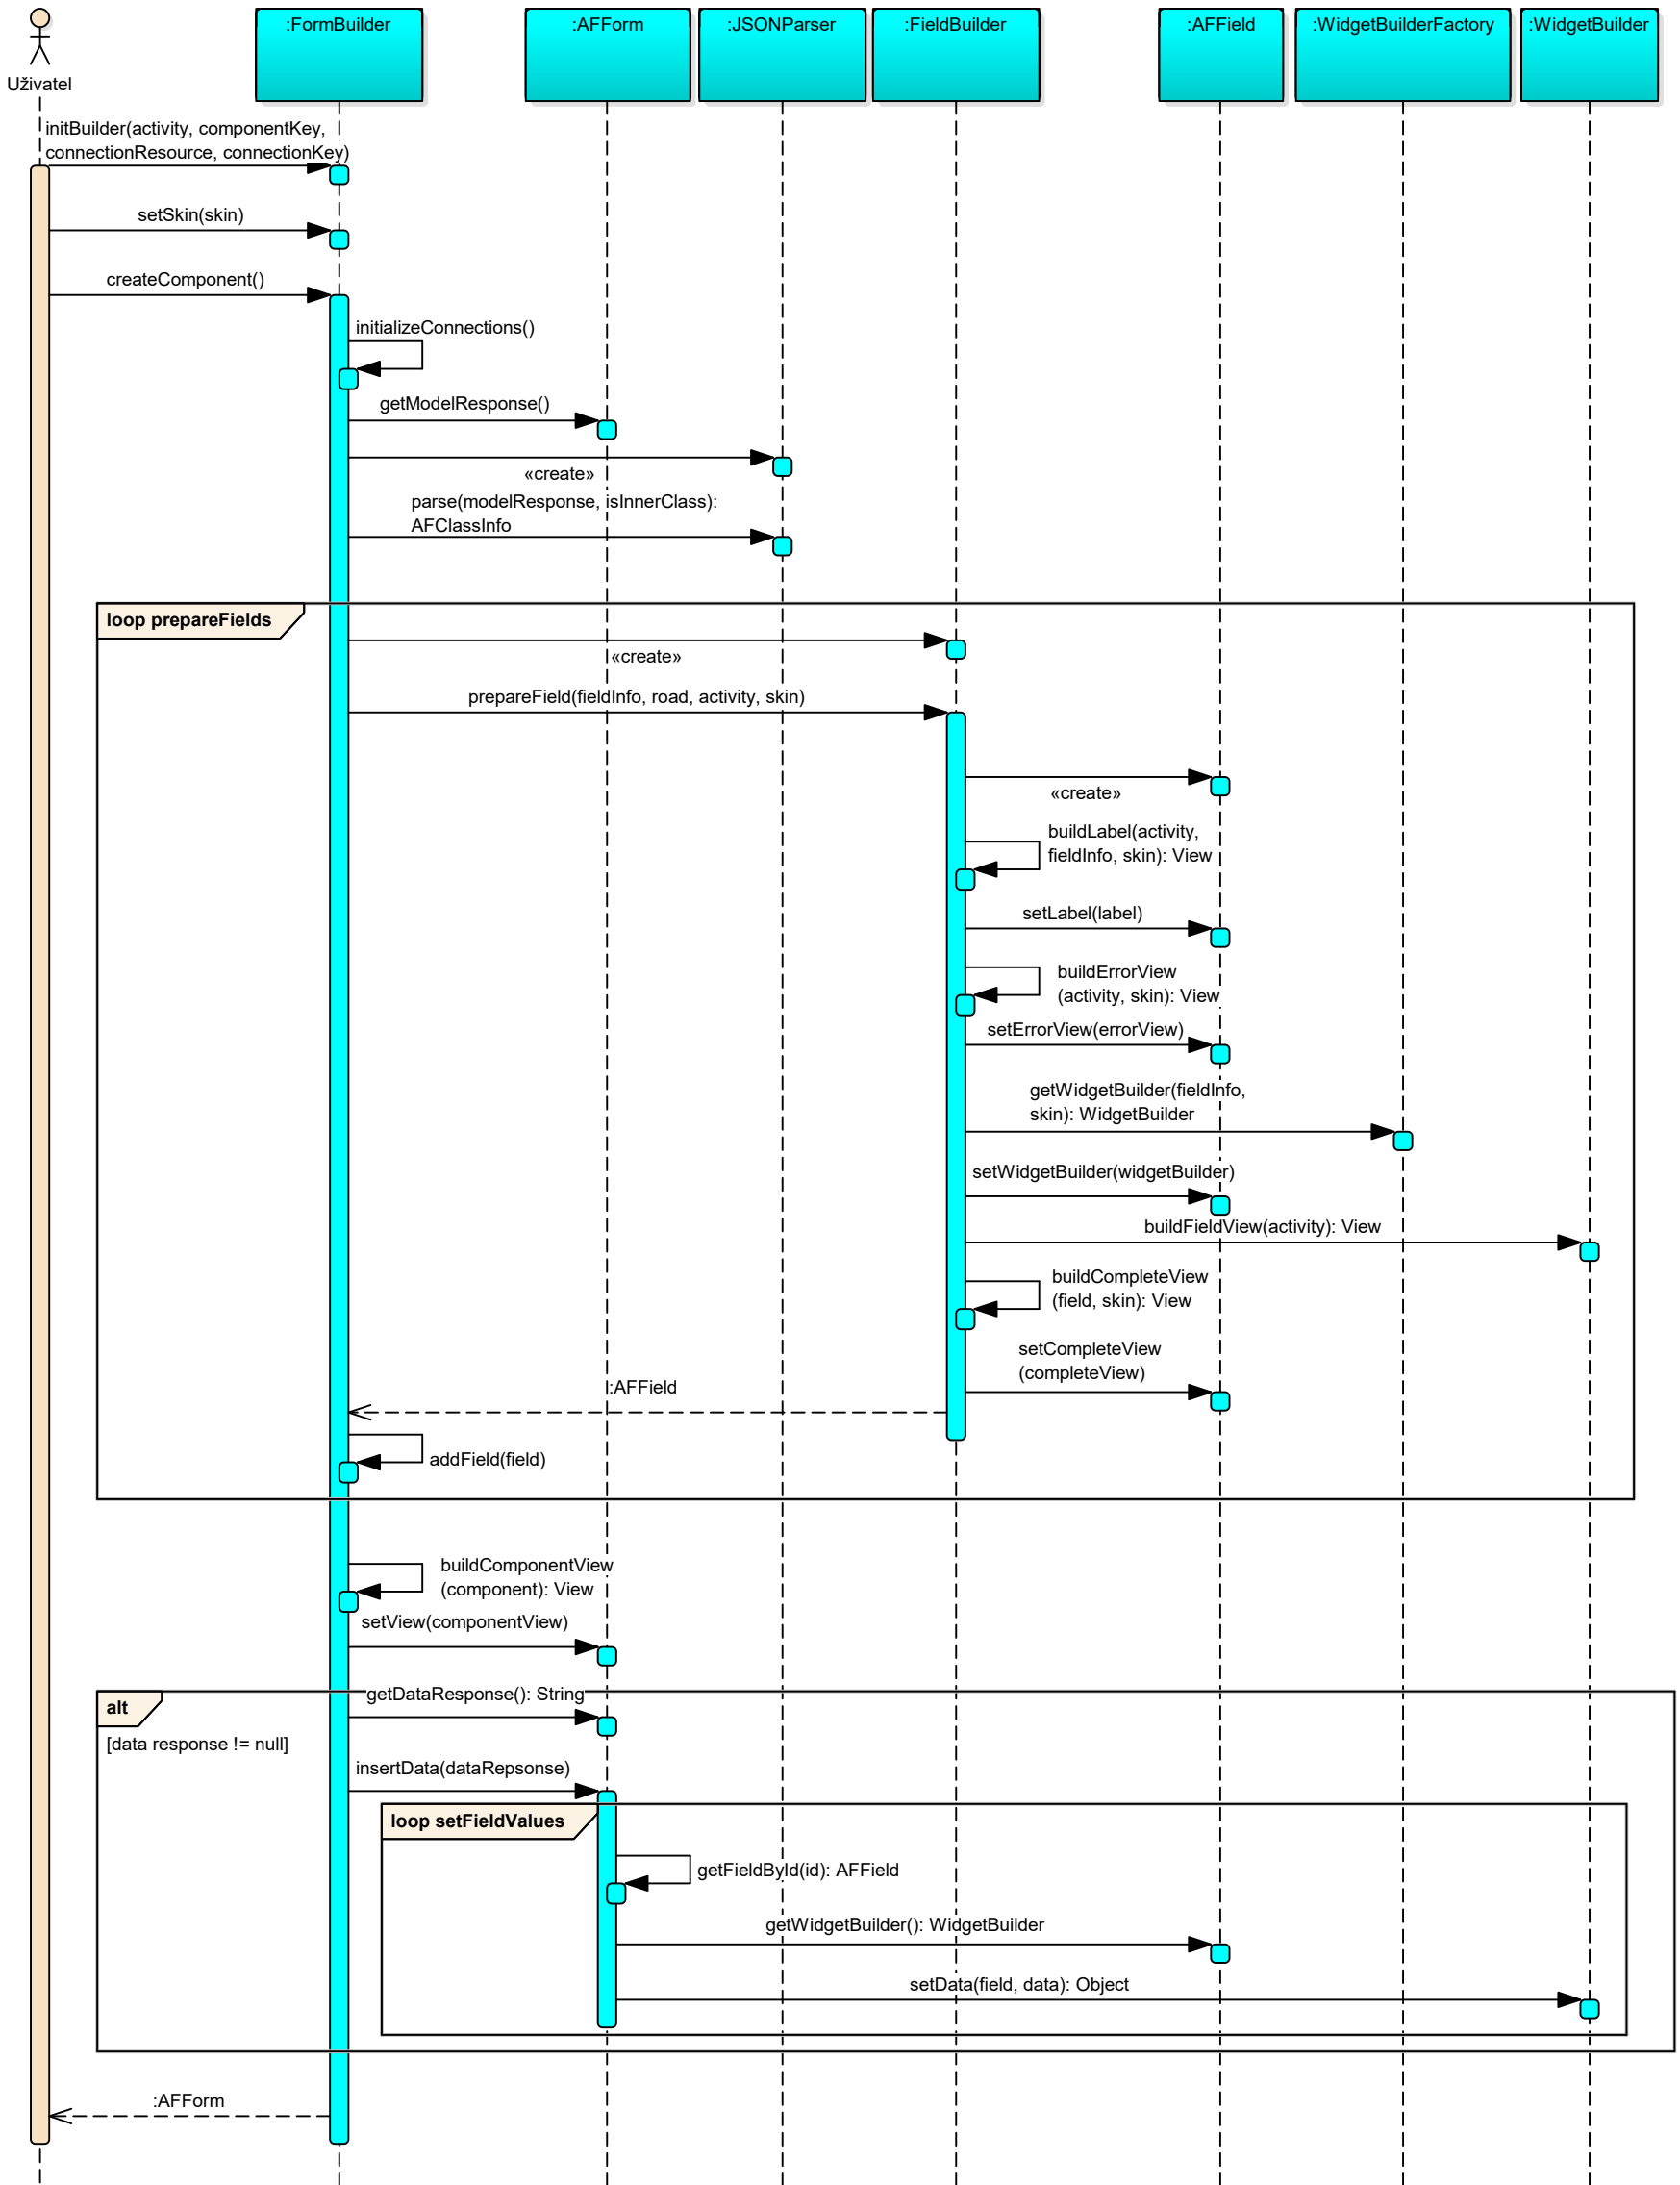 :FormBuilder
:AFForm
:JSONParser
:FieldBuilder
:AFField
:WidgetBuilderFactory
:WidgetBuilder
Uživatel
initBuilder(activity, componentKey,
connectionResource, connectionKey)
setSkin(skin)
createComponent()
initializeConnections()
getModelResponse()
«create»
parse(modelResponse, isInnerClass):
AFClassInfo
loop prepareFields
«create»
prepareField(fieldInfo, road, activity, skin)
«create»
buildLabel(activity,
fieldInfo, skin): View
setLabel(label)
buildErrorView
(activity, skin): View
setErrorView(errorView)
getWidgetBuilder(fieldInfo,
skin): WidgetBuilder
setWidgetBuilder(widgetBuilder)
buildFieldView(activity): View
buildCompleteView
(field, skin): View
setCompleteView
(completeView)
:AFField
addField(field)
buildComponentView
(component): View
setView(componentView)
alt
getDataResponse(): String
[data response != null]
insertData(dataRepsonse)
loop setFieldValues
getFieldById(id): AFField
getWidgetBuilder(): WidgetBuilder
setData(field, data): Object
:AFForm